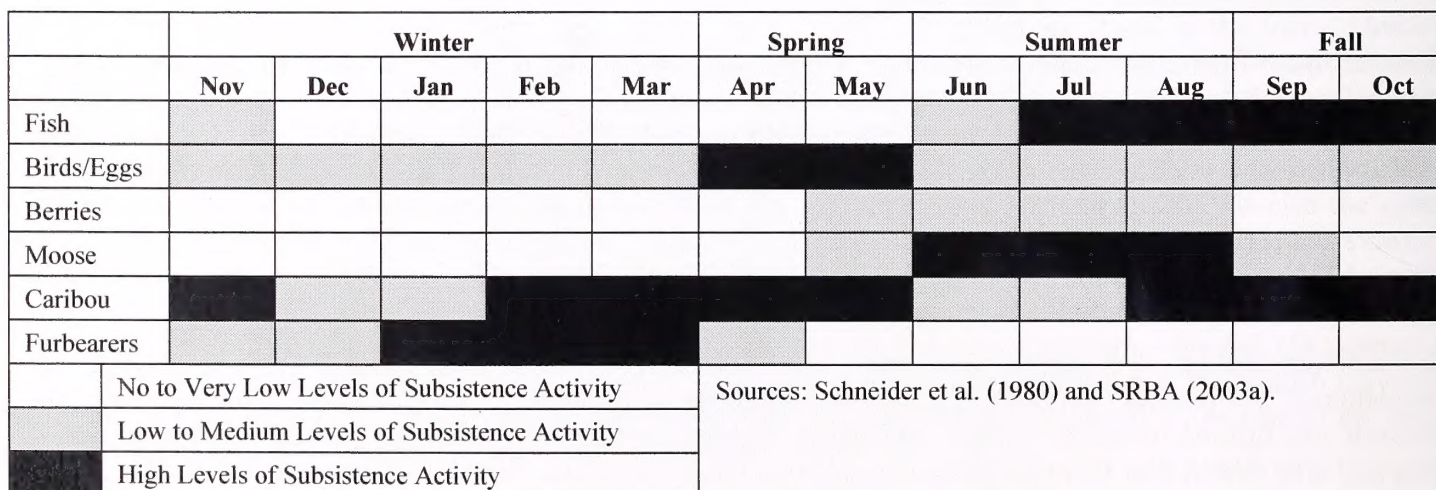 Winter Spring Summer Fall
Nov Dec Jan Feb Mar Apr May Jun Jul Aug Sep Oct
Fish
Birds/Eggs
Berries
Moose
Caribou
Furbearers
No to Very Low Levels of Subsistence Activity Sources: Schneider et al. (1980) and SRBA (2003a).
Low to Medium Levels of Subsistence Activity
High Levels of Subsistence Activity